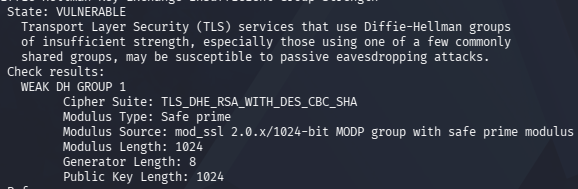 State: VULNERABLE
Transport Layer Security (TLS) services that use Diffie-Hellman groups
of insufficient strength, especially those using one of a few commonly
shared groups, may be susceptible to passive eavesdropping attacks.
Check results:
WEAK DH GROUP 1
Cipher Suite: TLS_DHE_RSA_WITH_DES_CBC_SHA
Modulus Type: Safe prime
Modulus Source: mod_ssl 2.0.x/1024-bit MODP group with safe prime modulus
Modulus Length: 1024
Generator Length: 8
Public Key Length: 1024